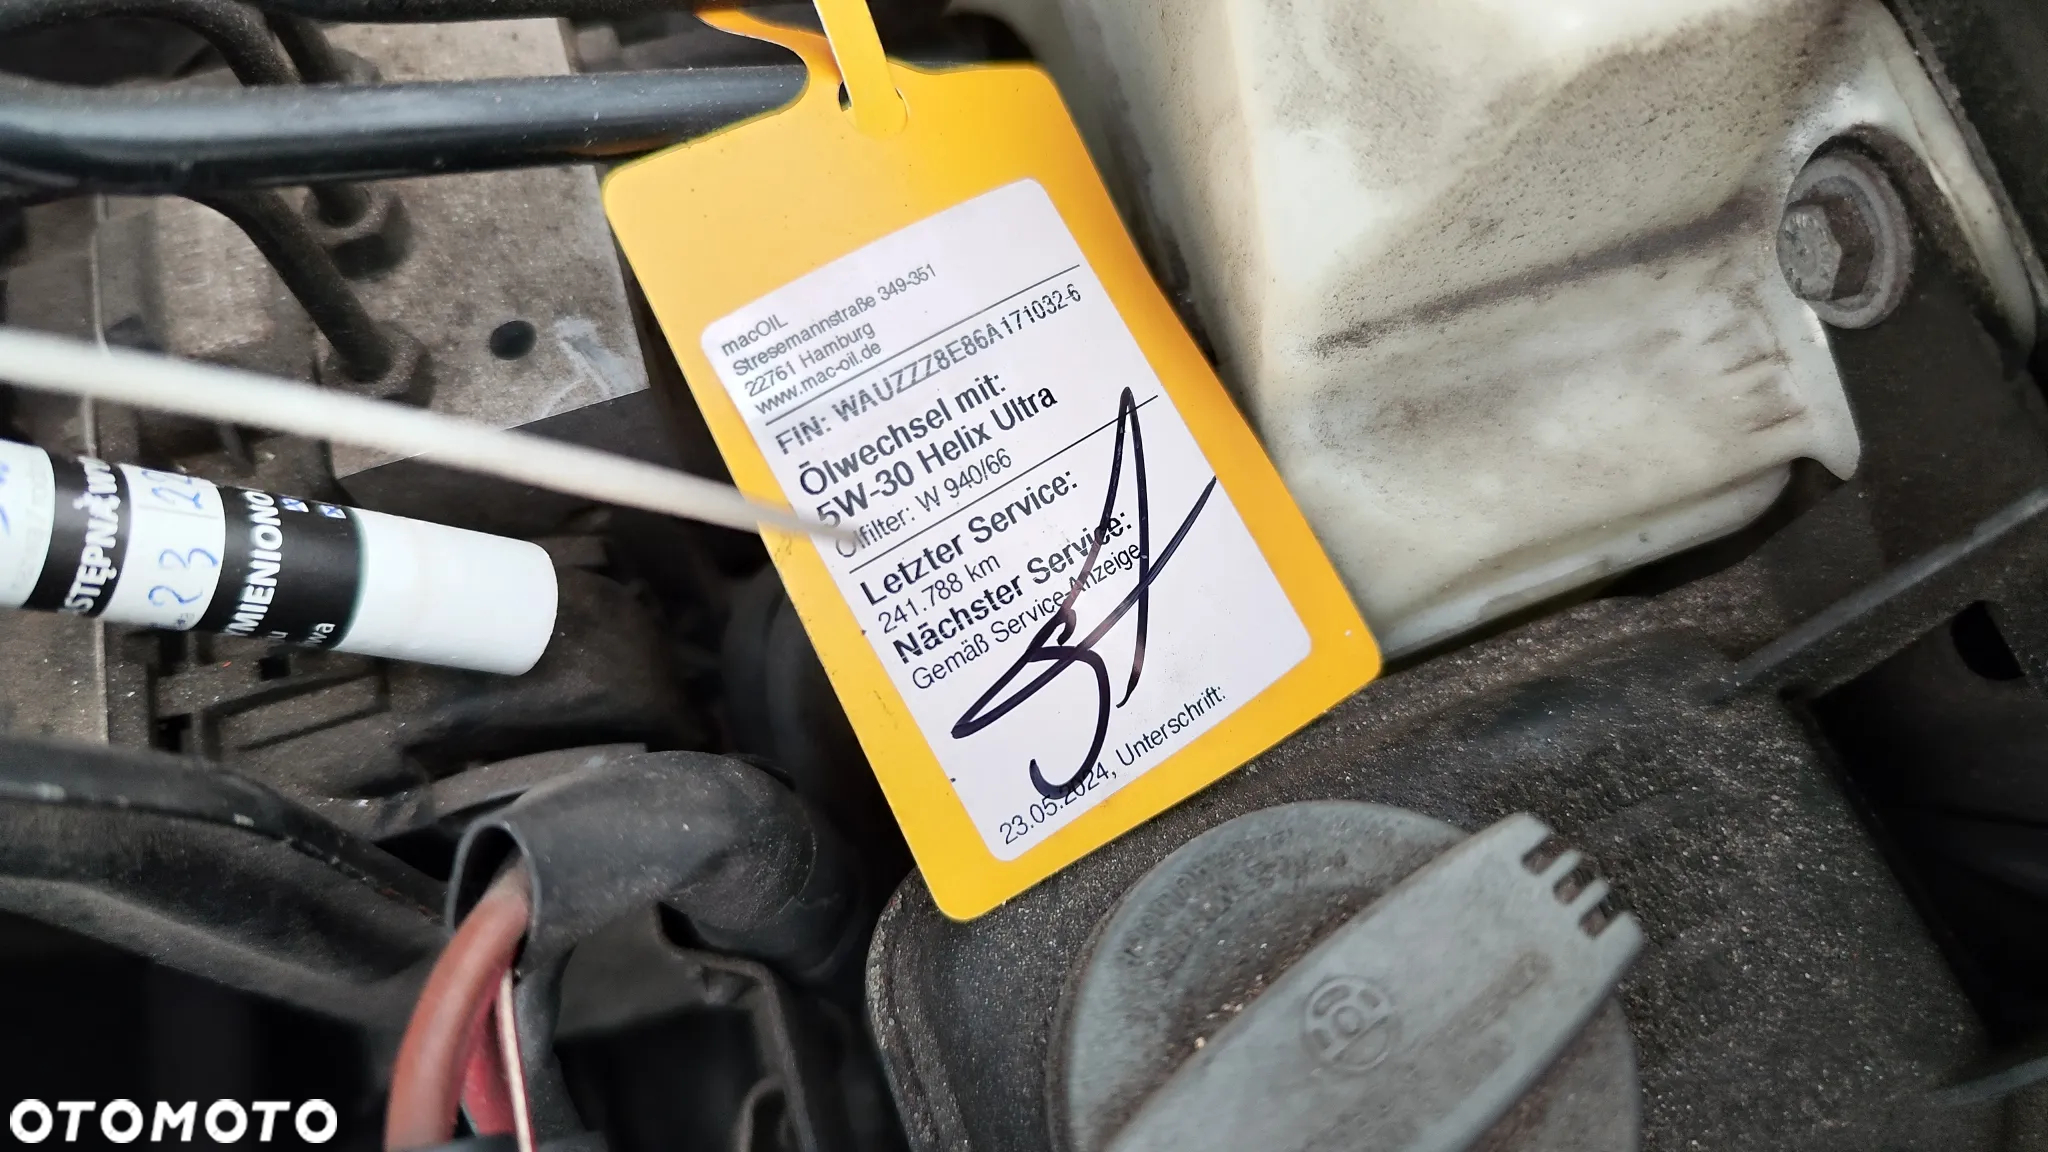 macOIL
Stresemannstraße 349-351
22761 Hamburg
www.mac-oil.de
FIN: WAUZZZ8E86A171032-6
Ölwechsel mit:
5W-30 Helix Ultra
Ölfilter: W 940/66
Letzter Service:
241.788 km
Nächster Service:
Gemäß Service-Anzeige
23.05.2024, Unterschrift:
23
OTOMOTO